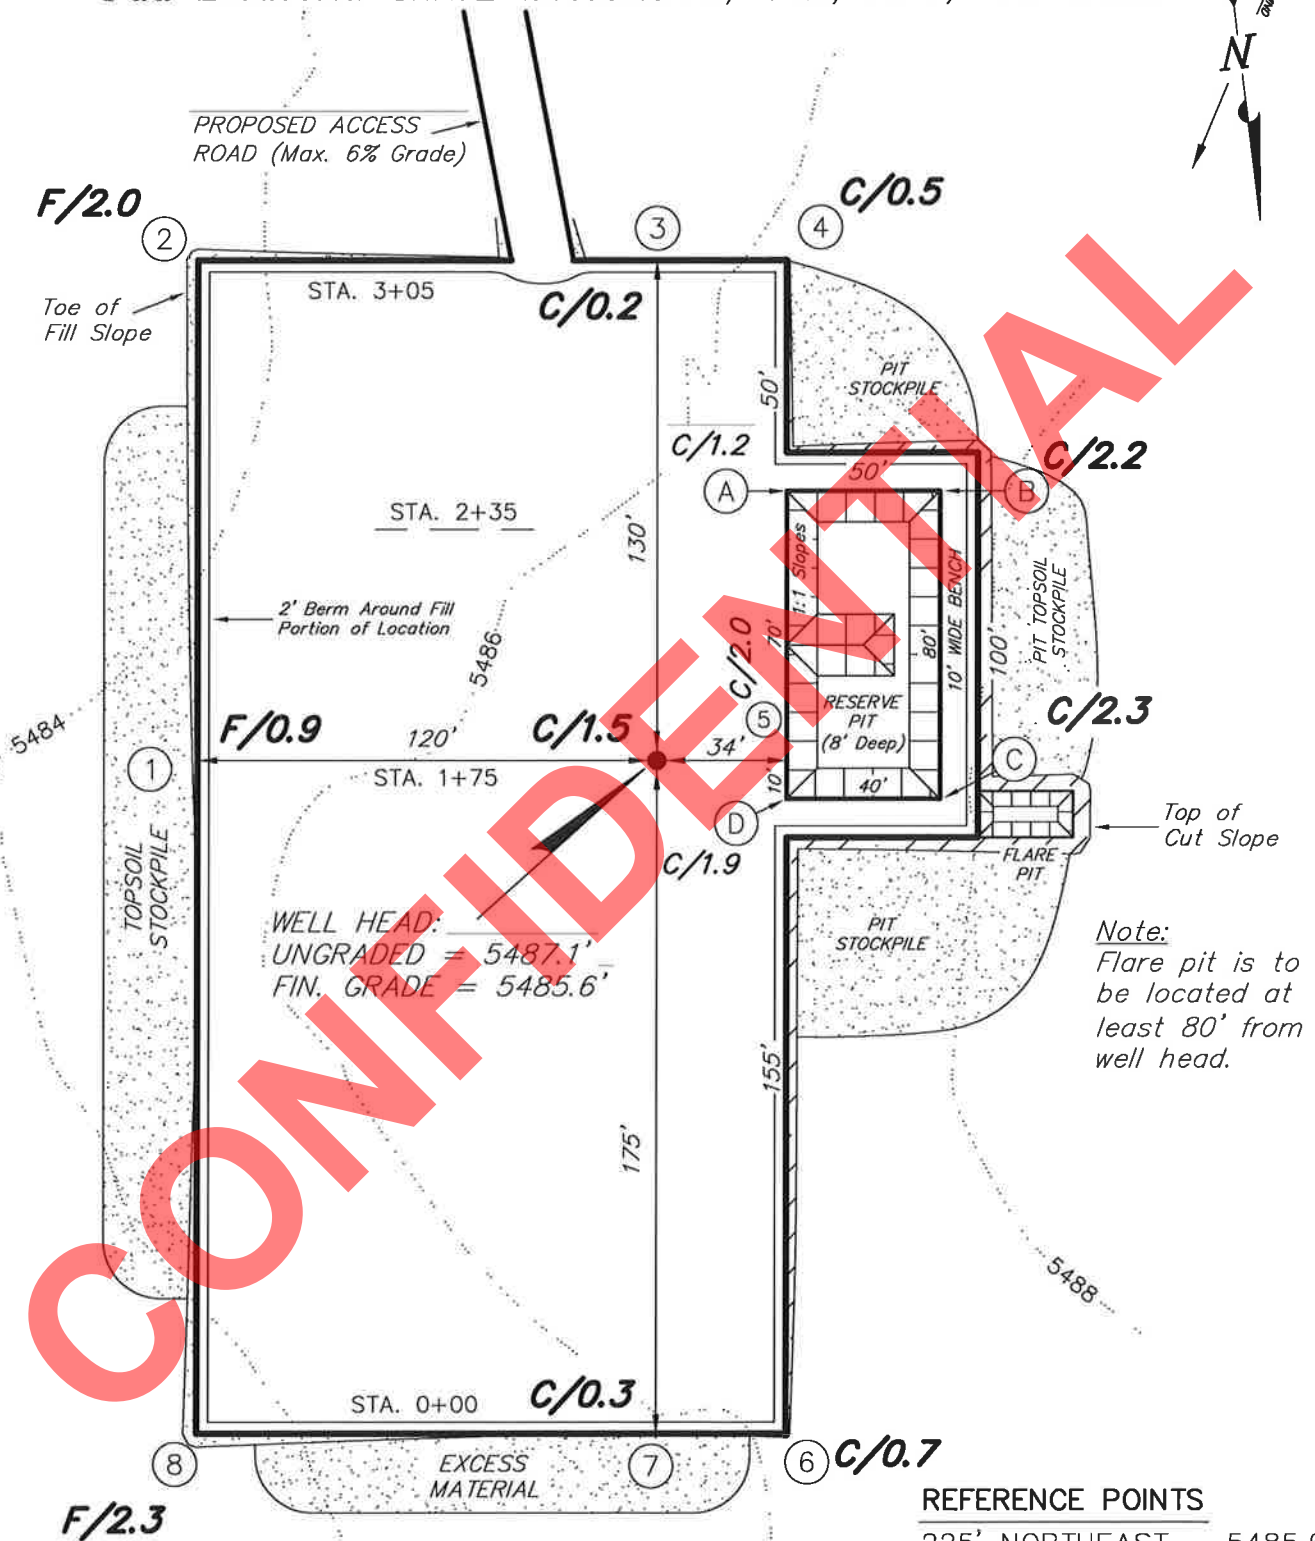 N
PROPOSED ACCESS
ROAD (Max. 6% Grade)
F/2.0
2
3
4
C/0.5
Toe of
Fill Slope
STA. 3+05
C/0.2
PIT
STOCKPILE
50'
C/1.2
C/2.2
50'
A
B
STA. 2+35
130'
1:1 Slopes
2' Berm Around Fill
Portion of Location
5486
C/2.0
70'
80'
10' WIDE BENCH
100'
PIT TOPSOIL
STOCKPILE
RESERVE
PIT
(8' Deep)
5484
F/0.9
120'
C/1.5
34'
5
C/2.3
1
STA. 1+75
10'
40'
C
D
Top of
Cut Slope
TOPSOIL
STOCKPILE
C/1.9
FLARE
PIT
WELL HEAD:
UNGRADED = 5487.1'
FIN. GRADE = 5485.6'
PIT
STOCKPILE
Note:
Flare pit is to
be located at
least 80' from
well head.
155'
175'
5488
STA. 0+00
C/0.3
8
EXCESS
MATERIAL
7
6
C/0.7
F/2.3
REFERENCE POINTS
CONFIDENTIAL